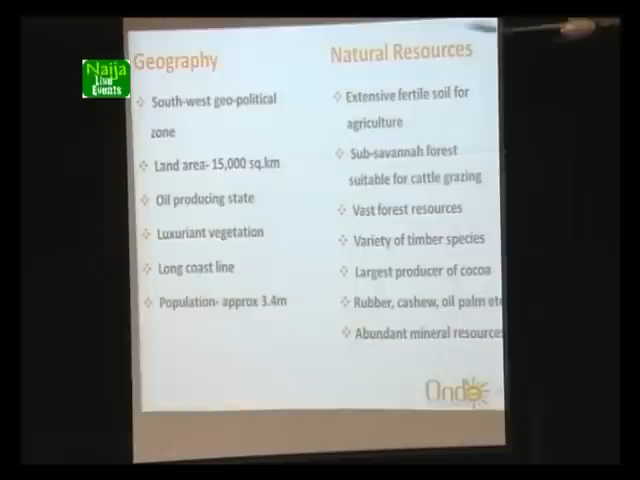 Naija
Live
Events
Geography
South-west geo-political
zone
Land area- 15,000 sq.km
Oil producing state
Luxuriant vegetation
Long coast line
Population- approx 3.4m
Natural Resources
Extensive fertile soil for
agriculture
Sub-savannah forest
suitable for cattle grazing
Vast forest resources
Variety of timber species
Largest producer of cocoa
Rubber, cashew, oil palm etc
Abundant mineral resources
Ondo